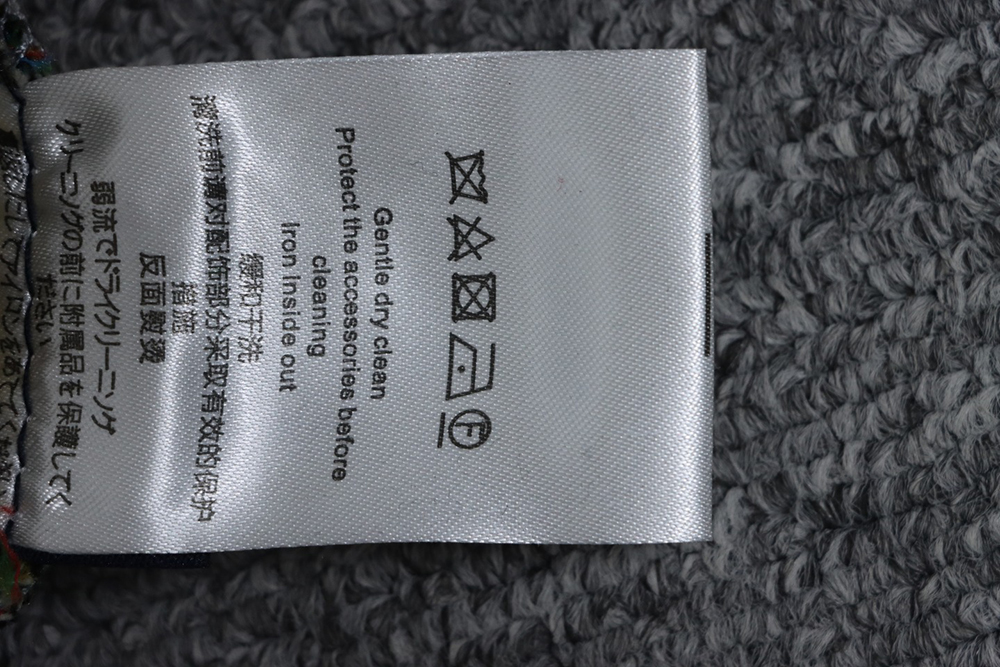 Gentle dry clean
Protect the accessories before
cleaning
Iron inside out
缓和干洗
清洗前请对配饰部分采取有效的保护
措施
反面熨烫
弱流でドライクリーニング
クリーニングの前に附属品を保護してく
ださい